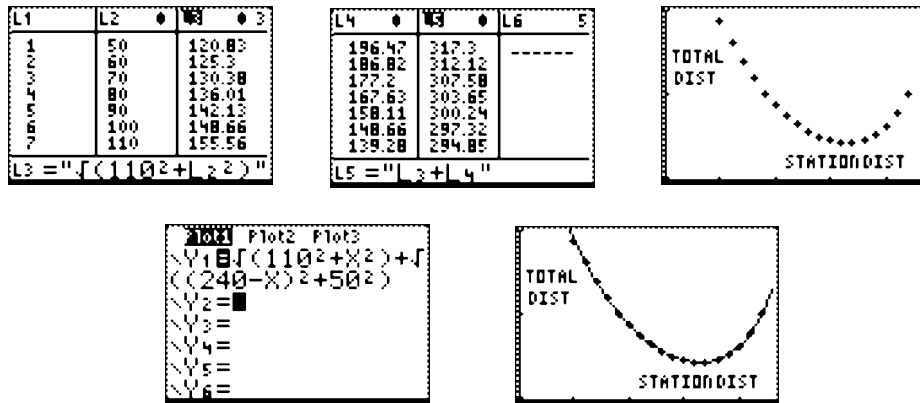 L1 L2 L3 3
1 50 120.83
2 60 125.3
3 70 130.38
4 80 136.01
5 90 142.13
6 100 148.66
7 110 155.56
L3 ="√(110²+L2²)"
L4 L5 L6 5
196.47 317.3 ------
186.82 312.12
177.2 307.58
167.63 303.65
158.11 300.24
148.66 297.32
139.28 294.85
L5 ="L3+L4"
TOTAL
DIST
STATION DIST
Plot1 Plot2 Plot3
\Y1=√(110²+X²)+√
((240-X)²+50²)
\Y2=
\Y3=
\Y4=
\Y5=
\Y6=
TOTAL
DIST
STATION DIST